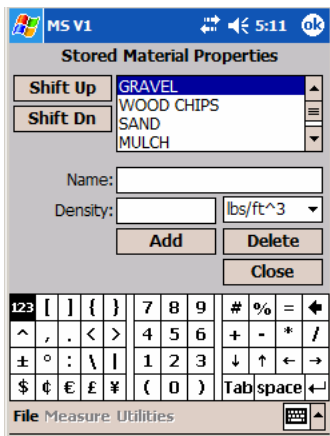 MS V1 5:11 ok
Stored Material Properties
Shift Up
Shift Dn
GRAVEL
WOOD CHIPS
SAND
MULCH
Name:
Density: lbs/ft^3
Add Delete
Close
123 [ ] { } 7 8 9 # % = 
^ , . < > 4 5 6 + - * /
± ° : \ | 1 2 3 ↓ ↑ ← →
$ ¢ € £ ¥ ( 0 ) Tab space ↵
File Measure Utilities